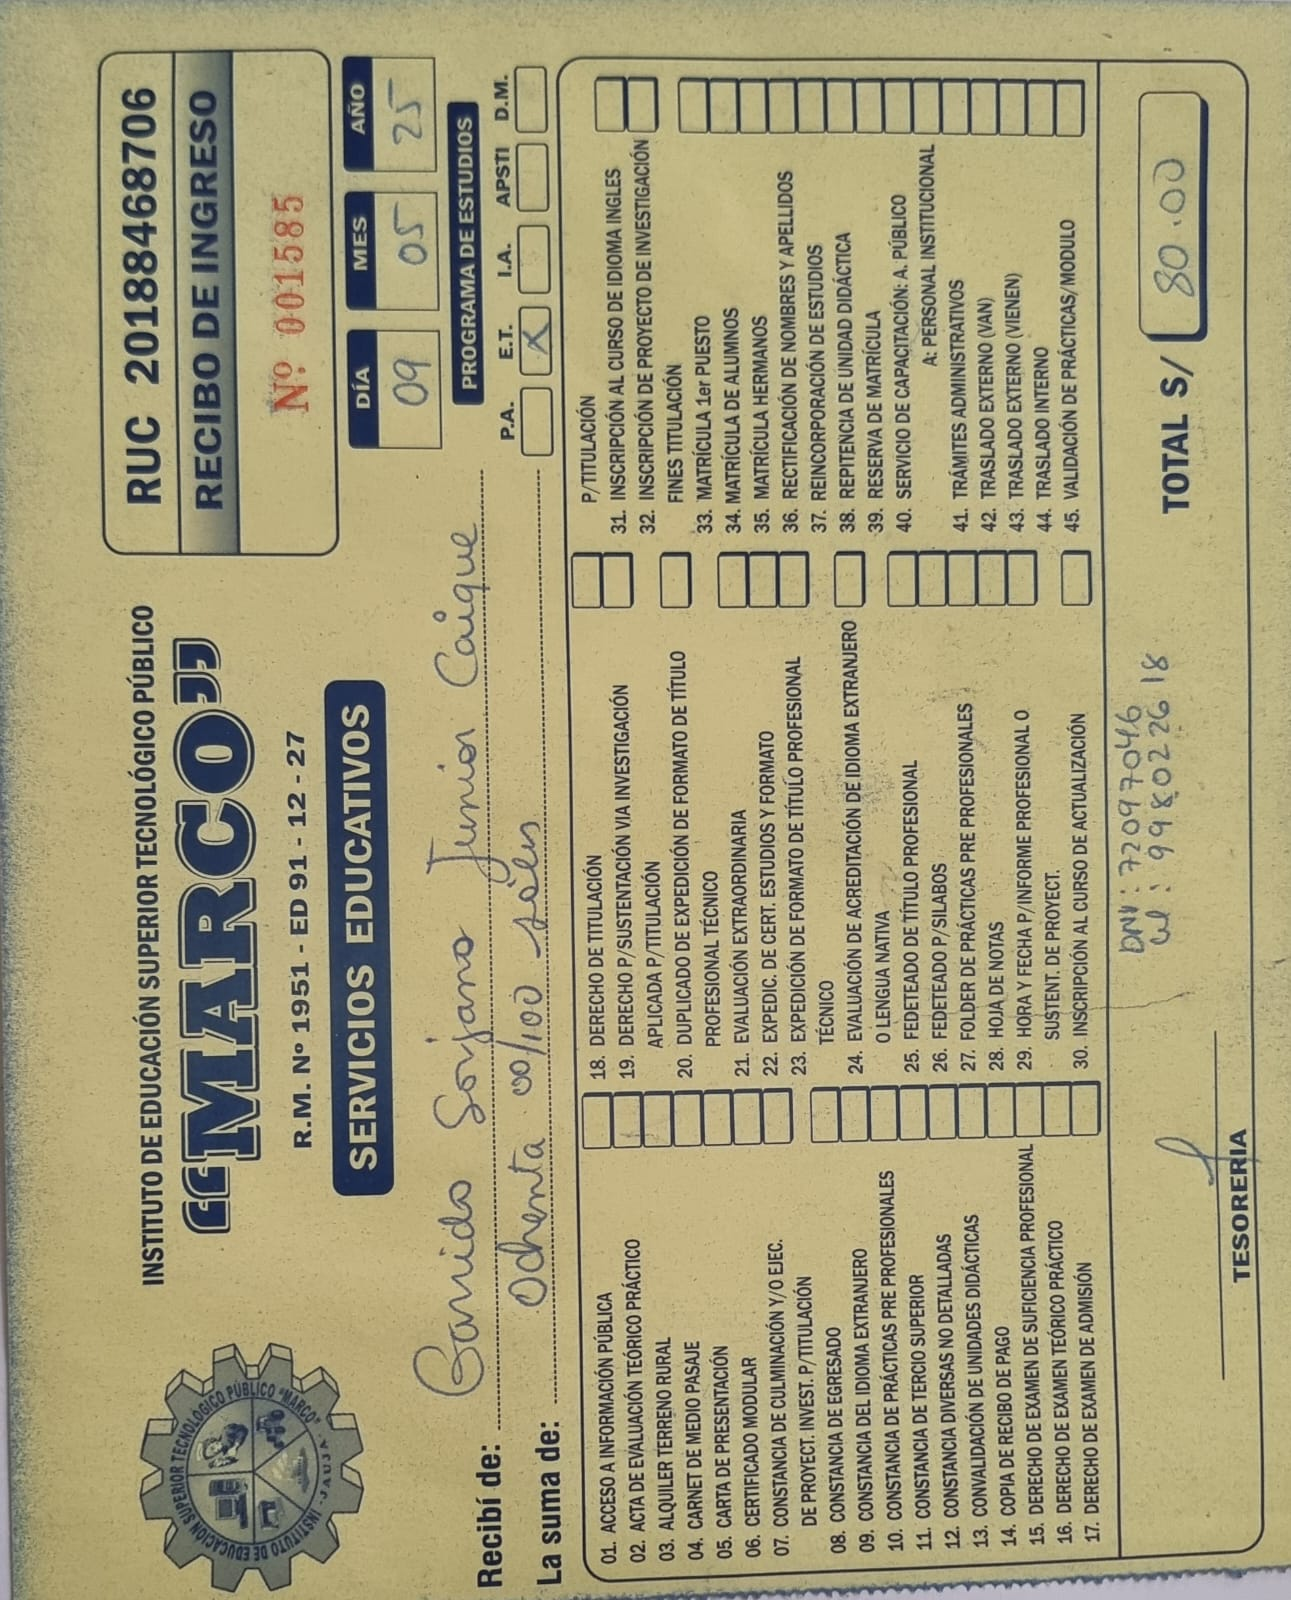 INSTITUTO DE EDUCACIÓN SUPERIOR TECNOLÓGICO PÚBLICO "MARCO"
- JAUJA -
INSTITUTO DE EDUCACIÓN SUPERIOR TECNOLÓGICO PÚBLICO
“MARCO”
R.M. Nº 1951 - ED 91 - 12 - 27
SERVICIOS EDUCATIVOS
RUC 20188468706
RECIBO DE INGRESO
Nº 001585
DÍA MES AÑO
09 05 25
Recibí de: Garrido Soriano Junior Caique
PROGRAMA DE ESTUDIOS
La suma de: Ochenta 00/100 soles
P.A. E.T. I.A. APSTI D.M.
X
01. ACCESO A INFORMACIÓN PÚBLICA
02. ACTA DE EVALUACIÓN TEÓRICO PRÁCTICO
03. ALQUILER TERRENO RURAL
04. CARNET DE MEDIO PASAJE
05. CARTA DE PRESENTACIÓN
06. CERTIFICADO MODULAR
07. CONSTANCIA DE CULMINACIÓN Y/O EJEC.
DE PROYECT. INVEST. P/TITULACIÓN
08. CONSTANCIA DE EGRESADO
09. CONSTANCIA DEL IDIOMA EXTRANJERO
10. CONSTANCIA DE PRÁCTICAS PRE PROFESIONALES
11. CONSTANCIA DE TERCIO SUPERIOR
12. CONSTANCIA DIVERSAS NO DETALLADAS
13. CONVALIDACIÓN DE UNIDADES DIDÁCTICAS
14. COPIA DE RECIBO DE PAGO
15. DERECHO DE EXAMEN DE SUFICIENCIA PROFESIONAL
16. DERECHO DE EXAMEN TEÓRICO PRÁCTICO
17. DERECHO DE EXAMEN DE ADMISIÓN
18. DERECHO DE TITULACIÓN
19. DERECHO P/SUSTENTACIÓN VIA INVESTIGACIÓN
APLICADA P/TITULACIÓN
20. DUPLICADO DE EXPEDICIÓN DE FORMATO DE TÍTULO
PROFESIONAL TÉCNICO
21. EVALUACIÓN EXTRAORDINARIA
22. EXPEDIC. DE CERT. ESTUDIOS Y FORMATO
23. EXPEDICIÓN DE FORMATO DE TÍTULO PROFESIONAL
TÉCNICO
24. EVALUACIÓN DE ACREDITACIÓN DE IDIOMA EXTRANJERO
O LENGUA NATIVA
25. FEDETEADO DE TÍTULO PROFESIONAL
26. FEDETEADO P/SILABOS
27. FOLDER DE PRÁCTICAS PRE PROFESIONALES
28. HOJA DE NOTAS
29. HORA Y FECHA P/INFORME PROFESIONAL O
SUSTENT. DE PROYECT.
30. INSCRIPCIÓN AL CURSO DE ACTUALIZACIÓN
P/TITULACIÓN
31. INSCRIPCIÓN AL CURSO DE IDIOMA INGLES
32. INSCRIPCIÓN DE PROYECTO DE INVESTIGACIÓN
FINES TITULACIÓN
33. MATRÍCULA 1er PUESTO
34. MATRÍCULA DE ALUMNOS
35. MATRÍCULA HERMANOS
36. RECTIFICACIÓN DE NOMBRES Y APELLIDOS
37. REINCORPORACIÓN DE ESTUDIOS
38. REPITENCIA DE UNIDAD DIDÁCTICA
39. RESERVA DE MATRÍCULA
40. SERVICIO DE CAPACITACIÓN: A. PÚBLICO
A: PERSONAL INSTITUCIONAL
41. TRÁMITES ADMINISTRATIVOS
42. TRASLADO EXTERNO (VAN)
43. TRASLADO EXTERNO (VIENEN)
44. TRASLADO INTERNO
45. VALIDACIÓN DE PRÁCTICAS/MODULO
DNI: 72097046
Cel: 998022618
TESORERIA
TOTAL S/ 80.00